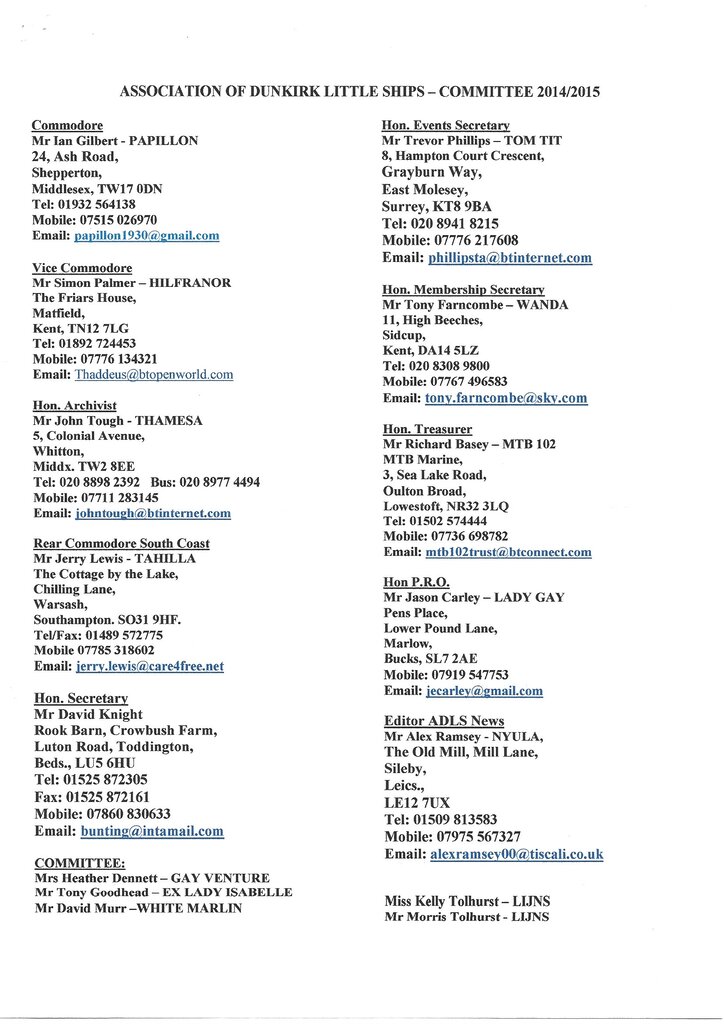 ASSOCIATION OF DUNKIRK LITTLE SHIPS – COMMITTEE 2014/2015
Commodore
Mr Ian Gilbert - PAPILLON
24, Ash Road,
Shepperton,
Middlesex, TW17 0DN
Tel: 01932 564138
Mobile: 07515 026970
Email: papillon1930@gmail.com
Vice Commodore
Mr Simon Palmer – HILFRANOR
The Friars House,
Matfield,
Kent, TN12 7LG
Tel: 01892 724453
Mobile: 07776 134321
Email: Thaddeus@btopenworld.com
Hon. Archivist
Mr John Tough - THAMESA
5, Colonial Avenue,
Whitton,
Middx. TW2 8EE
Tel: 020 8898 2392   Bus: 020 8977 4494
Mobile: 07711 283145
Email: johntough@btinternet.com
Rear Commodore South Coast
Mr Jerry Lewis - TAHILLA
The Cottage by the Lake,
Chilling Lane,
Warsash,
Southampton. SO31 9HF.
Tel/Fax: 01489 572775
Mobile 07785 318602
Email: jerry.lewis@care4free.net
Hon. Secretary
Mr David Knight
Rook Barn, Crowbush Farm,
Luton Road, Toddington,
Beds., LU5 6HU
Tel: 01525 872305
Fax: 01525 872161
Mobile: 07860 830633
Email: bunting@intamail.com
COMMITTEE:
Mrs Heather Dennett – GAY VENTURE
Mr Tony Goodhead – EX LADY ISABELLE
Mr David Murr –WHITE MARLIN
Hon. Events Secretary
Mr Trevor Phillips – TOM TIT
8, Hampton Court Crescent,
Grayburn Way,
East Molesey,
Surrey, KT8 9BA
Tel: 020 8941 8215
Mobile: 07776 217608
Email: phillipsta@btinternet.com
Hon. Membership Secretary
Mr Tony Farncombe – WANDA
11, High Beeches,
Sidcup,
Kent, DA14 5LZ
Tel: 020 8308 9800
Mobile: 07767 496583
Email: tony.farncombe@sky.com
Hon. Treasurer
Mr Richard Basey – MTB 102
MTB Marine,
3, Sea Lake Road,
Oulton Broad,
Lowestoft, NR32 3LQ
Tel: 01502 574444
Mobile: 07736 698782
Email: mtb102trust@btconnect.com
Hon P.R.O.
Mr Jason Carley – LADY GAY
Pens Place,
Lower Pound Lane,
Marlow,
Bucks, SL7 2AE
Mobile: 07919 547753
Email: jecarley@gmail.com
Editor ADLS News
Mr Alex Ramsey - NYULA,
The Old Mill, Mill Lane,
Sileby,
Leics.,
LE12 7UX
Tel: 01509 813583
Mobile: 07975 567327
Email: alexramsey00@tiscali.co.uk
Miss Kelly Tolhurst – LIJNS
Mr Morris Tolhurst - LIJNS